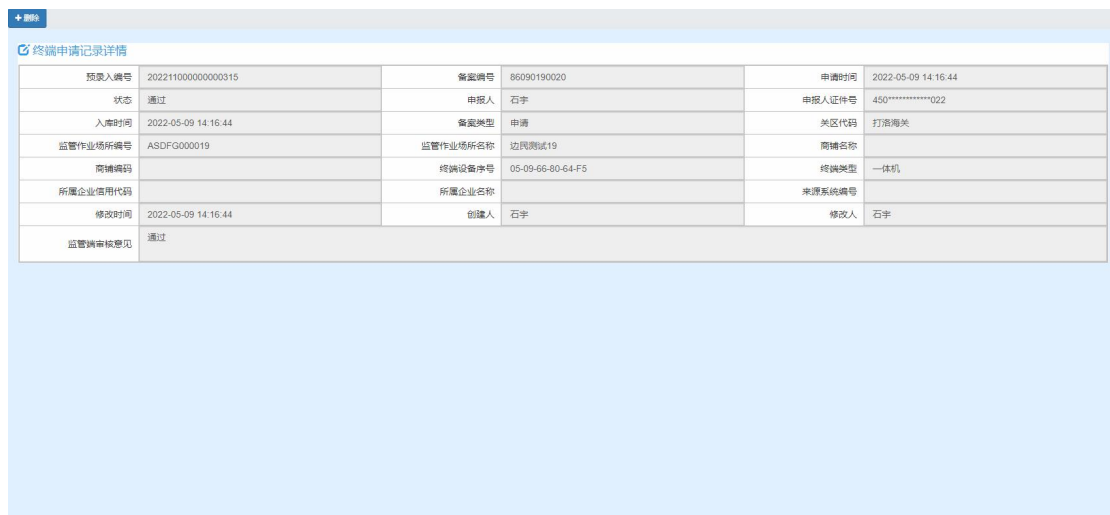 + 删除
终端申请记录详情
预录入编号 202211000000000315 备案编号 86090190020 申请时间 2022-05-09 14:16:44
状态 通过 申报人 石宇 申报人证件号 450************022
入库时间 2022-05-09 14:16:44 备案类型 申请 关区代码 打洛海关
监管作业场所编号 ASDFG000019 监管作业场所名称 边民测试19 商铺名称
商铺编码 终端设备序号 05-09-66-80-64-F5 终端类型 一体机
所属企业信用代码 所属企业名称 来源系统编号
修改时间 2022-05-09 14:16:44 创建人 石宇 修改人 石宇
监管端审核意见 通过